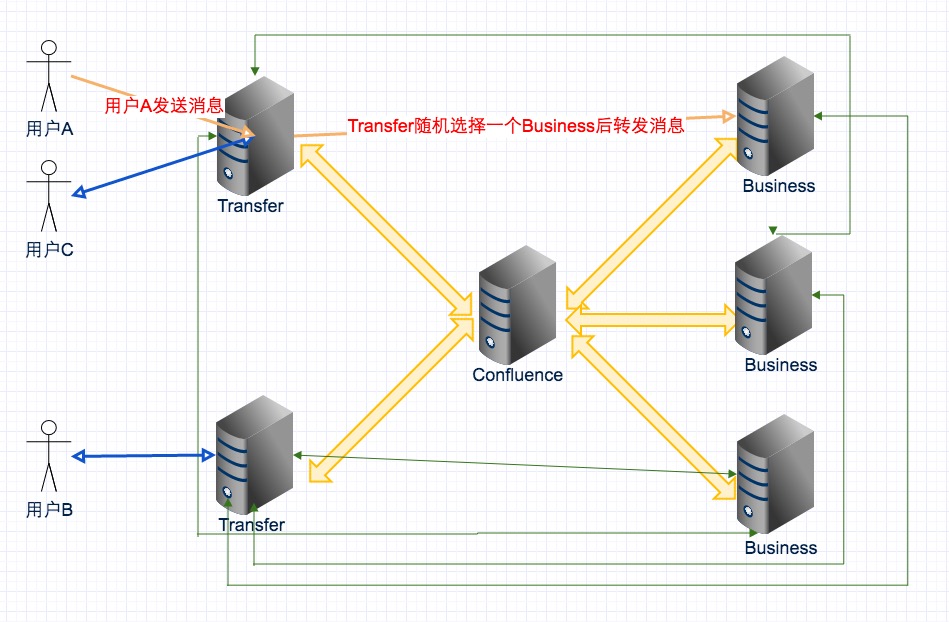 用户A
用户A发送消息
Transfer随机选择一个Business后转发消息
用户C
Transfer
Business
Confluence
Business
用户B
Transfer
Business